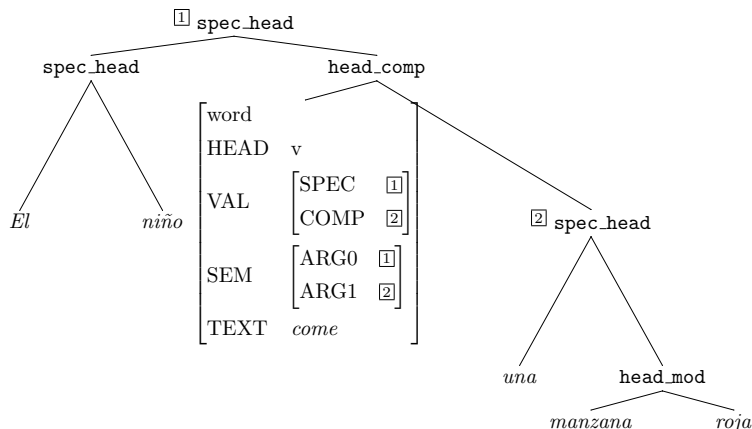 1 spec_head
spec_head head_comp
word
HEAD v
VAL SPEC 1
COMP 2
SEM ARG0 1
ARG1 2
TEXT come
El niño
2 spec_head
una head_mod
manzana roja